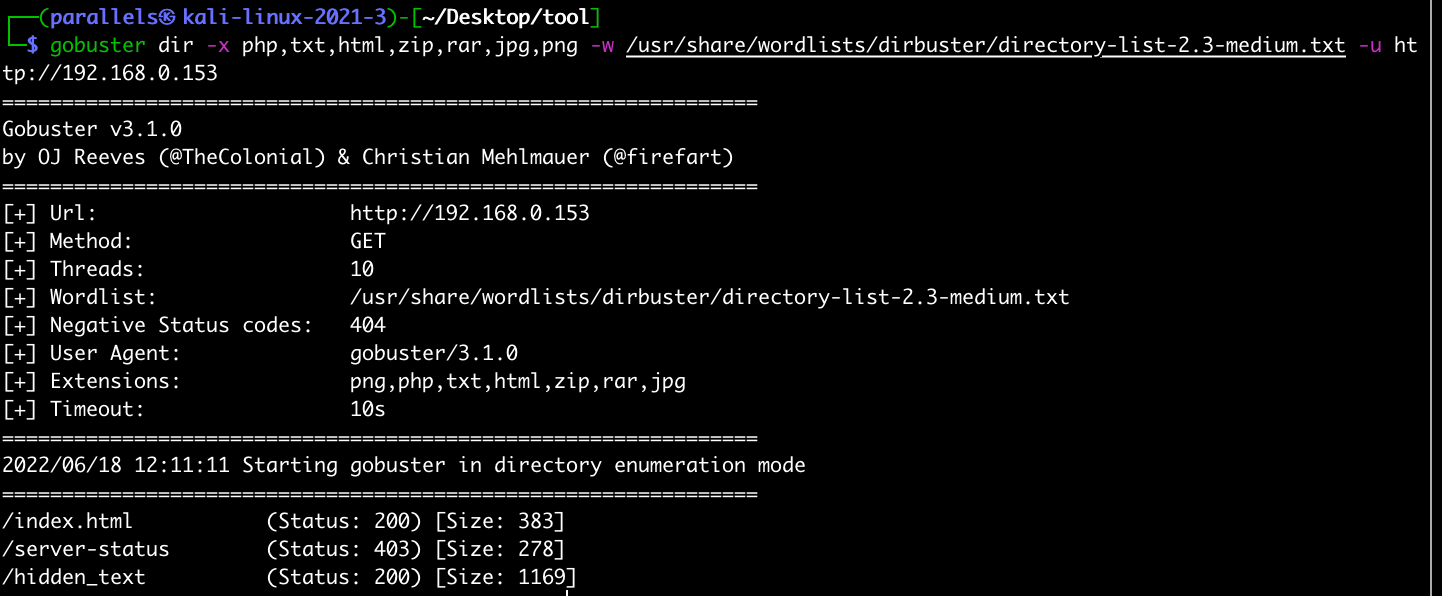 ┌──(parallels㉿kali-linux-2021-3)-[~/Desktop/tool]
└─$ gobuster dir -x php,txt,html,zip,rar,jpg,png -w /usr/share/wordlists/dirbuster/directory-list-2.3-medium.txt -u ht
tp://192.168.0.153
===============================================================
Gobuster v3.1.0
by OJ Reeves (@TheColonial) & Christian Mehlmauer (@firefart)
===============================================================
[+] Url:                     http://192.168.0.153
[+] Method:                  GET
[+] Threads:                 10
[+] Wordlist:                /usr/share/wordlists/dirbuster/directory-list-2.3-medium.txt
[+] Negative Status codes:   404
[+] User Agent:              gobuster/3.1.0
[+] Extensions:              png,php,txt,html,zip,rar,jpg
[+] Timeout:                 10s
===============================================================
2022/06/18 12:11:11 Starting gobuster in directory enumeration mode
===============================================================
/index.html           (Status: 200) [Size: 383]
/server-status        (Status: 403) [Size: 278]
/hidden_text          (Status: 200) [Size: 1169]